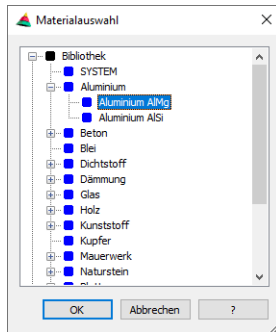 Materialauswahl
Bibliothek
SYSTEM
Aluminium
Aluminium AlMg
Aluminium AlSi
Beton
Blei
Dichtstoff
Dämmung
Glas
Holz
Kunststoff
Kupfer
Mauerwerk
Naturstein
OK Abbrechen ?